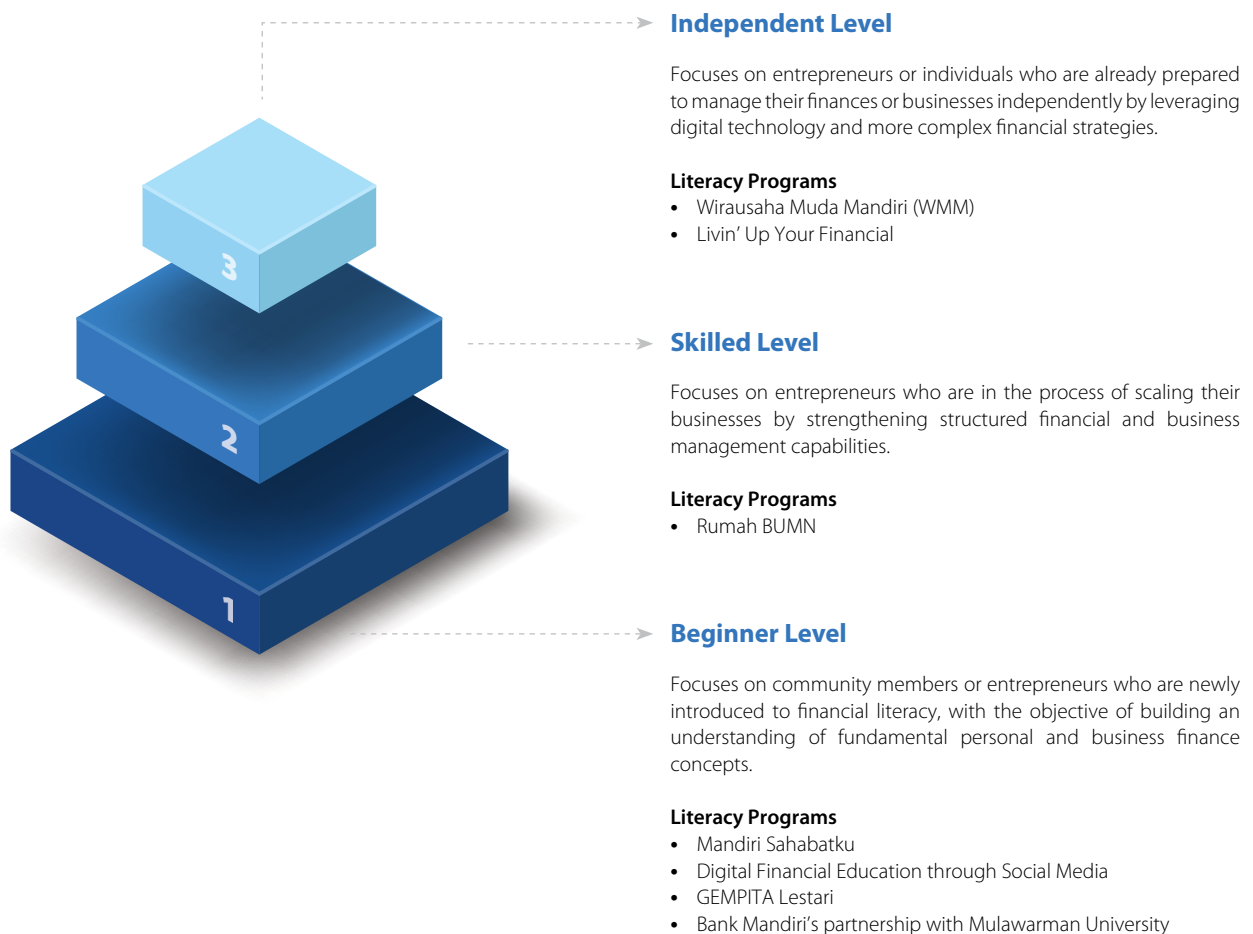 Independent Level
Focuses on entrepreneurs or individuals who are already prepared
to manage their finances or businesses independently by leveraging
digital technology and more complex financial strategies.
Literacy Programs
• Wirausaha Muda Mandiri (WMM)
• Livin’ Up Your Financial
3
Skilled Level
Focuses on entrepreneurs who are in the process of scaling their
businesses by strengthening structured financial and business
management capabilities.
Literacy Programs
• Rumah BUMN
2
Beginner Level
Focuses on community members or entrepreneurs who are newly
introduced to financial literacy, with the objective of building an
understanding of fundamental personal and business finance
concepts.
Literacy Programs
• Mandiri Sahabatku
• Digital Financial Education through Social Media
• GEMPITA Lestari
• Bank Mandiri’s partnership with Mulawarman University
1